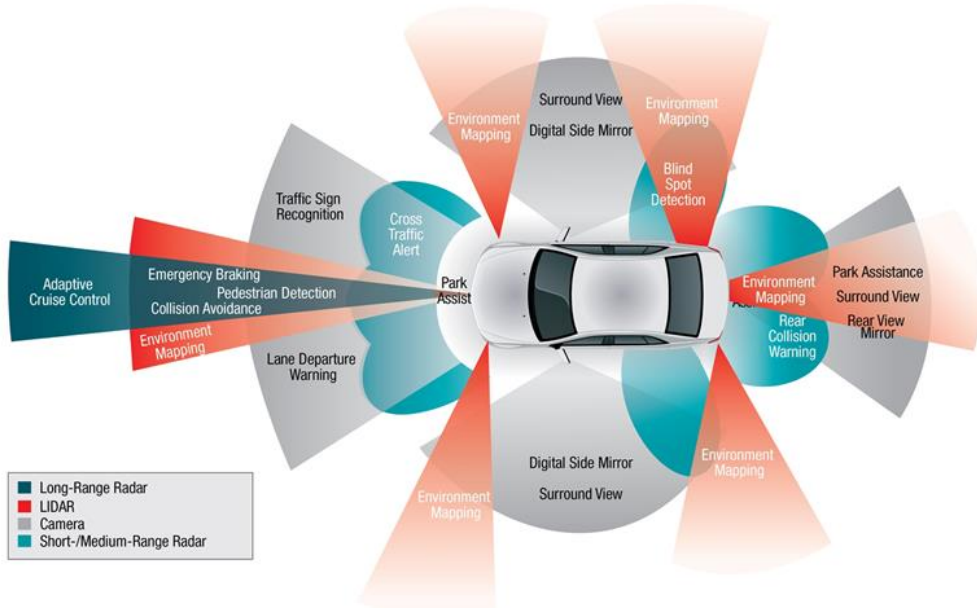 Environment
Mapping
Surround View
Digital Side Mirror
Environment
Mapping
Blind
Spot
Detection
Traffic Sign
Recognition
Cross
Traffic
Alert
Adaptive
Cruise Control
Emergency Braking
Pedestrian Detection
Collision Avoidance
Environment
Mapping
Lane Departure
Warning
Park
Assist
Environment
Mapping
Rear
Collision
Warning
Park Assistance
Surround View
Rear View
Mirror
Environment
Mapping
Digital Side Mirror
Surround View
Environment
Mapping
Long-Range Radar
LIDAR
Camera
Short-/Medium-Range Radar